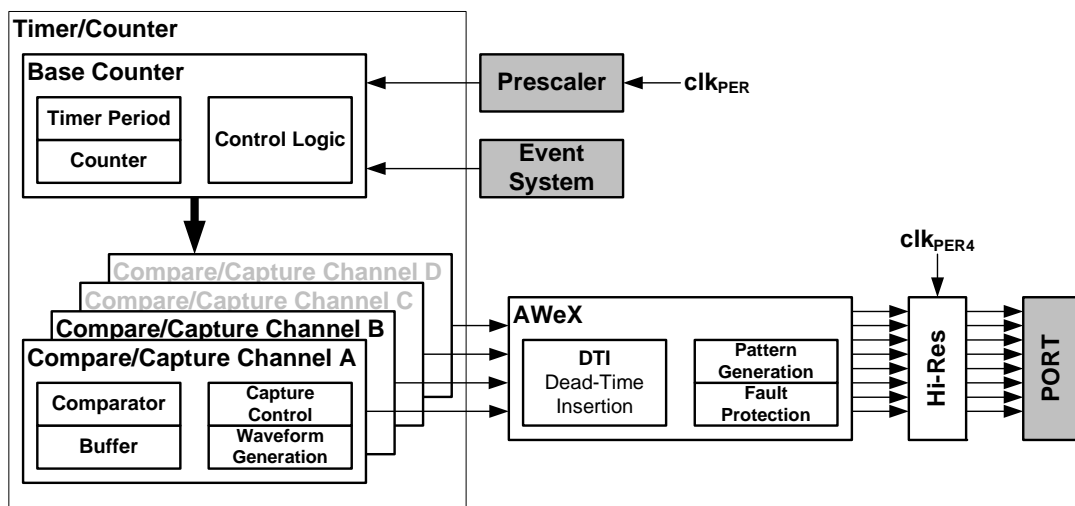 Timer/Counter
Base Counter
Timer Period
Counter
Control Logic
Prescaler
clkPER
Event
System
Compare/Capture Channel D
Compare/Capture Channel C
Compare/Capture Channel B
Compare/Capture Channel A
Comparator
Buffer
Capture
Control
Waveform
Generation
AWeX
DTI
Dead-Time
Insertion
Pattern
Generation
Fault
Protection
clkPER4
Hi-Res
PORT